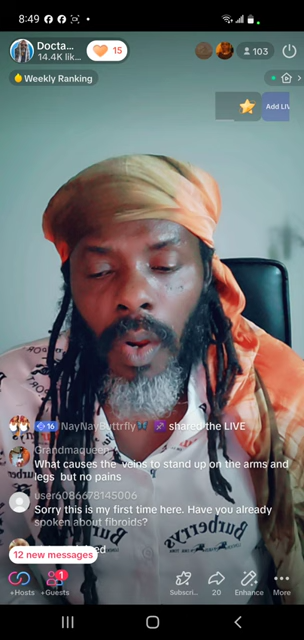 8:49
Docta...
14.4K lik...
15
103
Weekly Ranking
Add LIV
16 NayNayButtrfly shared the LIVE
Grandmaqueen
What causes the veins to stand up on the arms and
legs but no pains
user6086678145006
Sorry this is my first time here. Have you already
spoken about fibroids?
12 new messages
ed
Burberrys
Burberrys
1
+Hosts
+Guests
Subscri...
20
Enhance
More